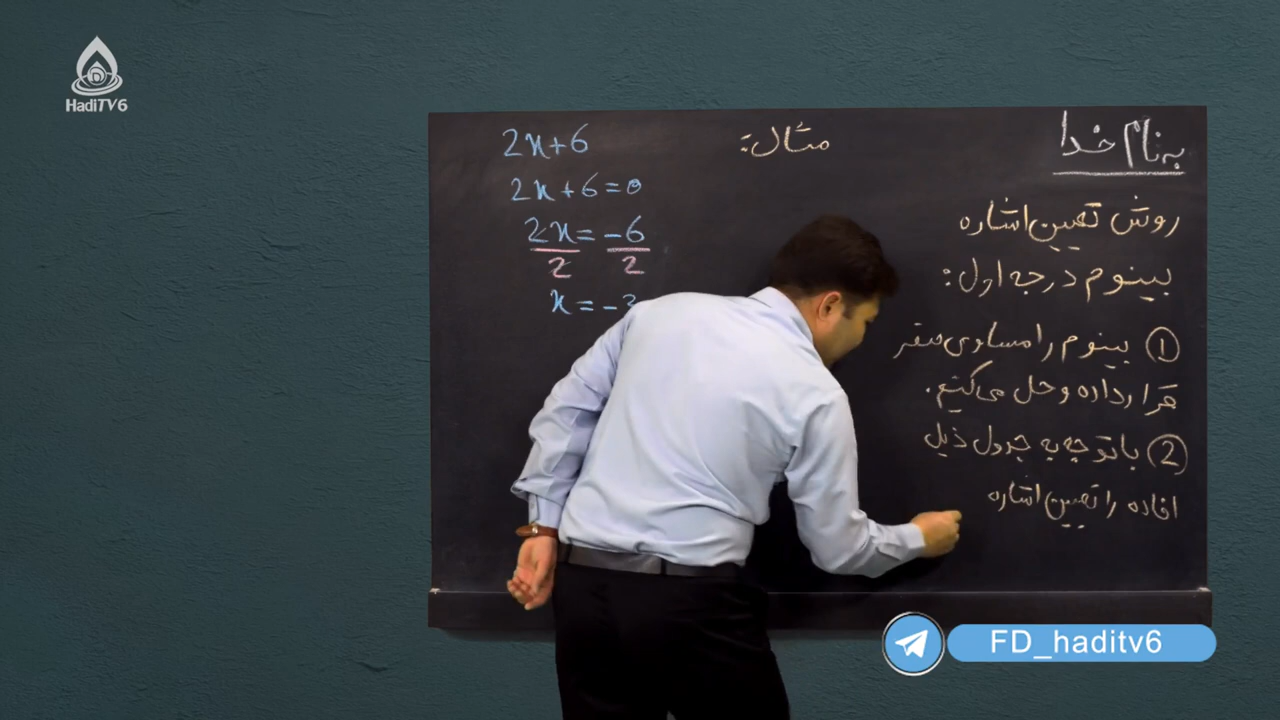 HadiTV6
به نام خدا
روش تعیین اشاره
بینوم درجه اول:
① بینوم را مساوی صفر
قرار داده و حل می‌کنیم.
② با توجه به جدول ذیل
افاده را تعیین اشاره
مثال:
2x+6
2x+6=0
2x=-6
2 2
x=-3
FD_haditv6